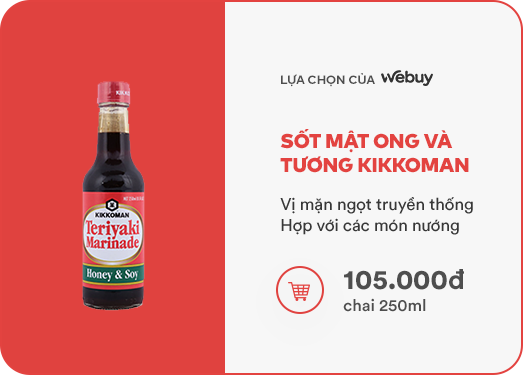 LỰA CHỌN CỦA Webuy
SỐT MẬT ONG VÀ
TƯƠNG KIKKOMAN
Vị mặn ngọt truyền thống
Hợp với các món nướng
105.000đ
chai 250ml
KIKKOMAN
Teriyaki
Marinade
Honey & Soy